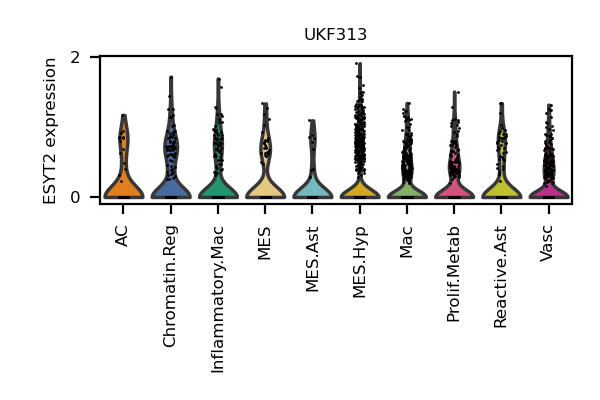 UKF313
2
0
ESYT2 expression
AC
Chromatin.Reg
Inflammatory.Mac
MES
MES.Ast
MES.Hyp
Mac
Prolif.Metab
Reactive.Ast
Vasc